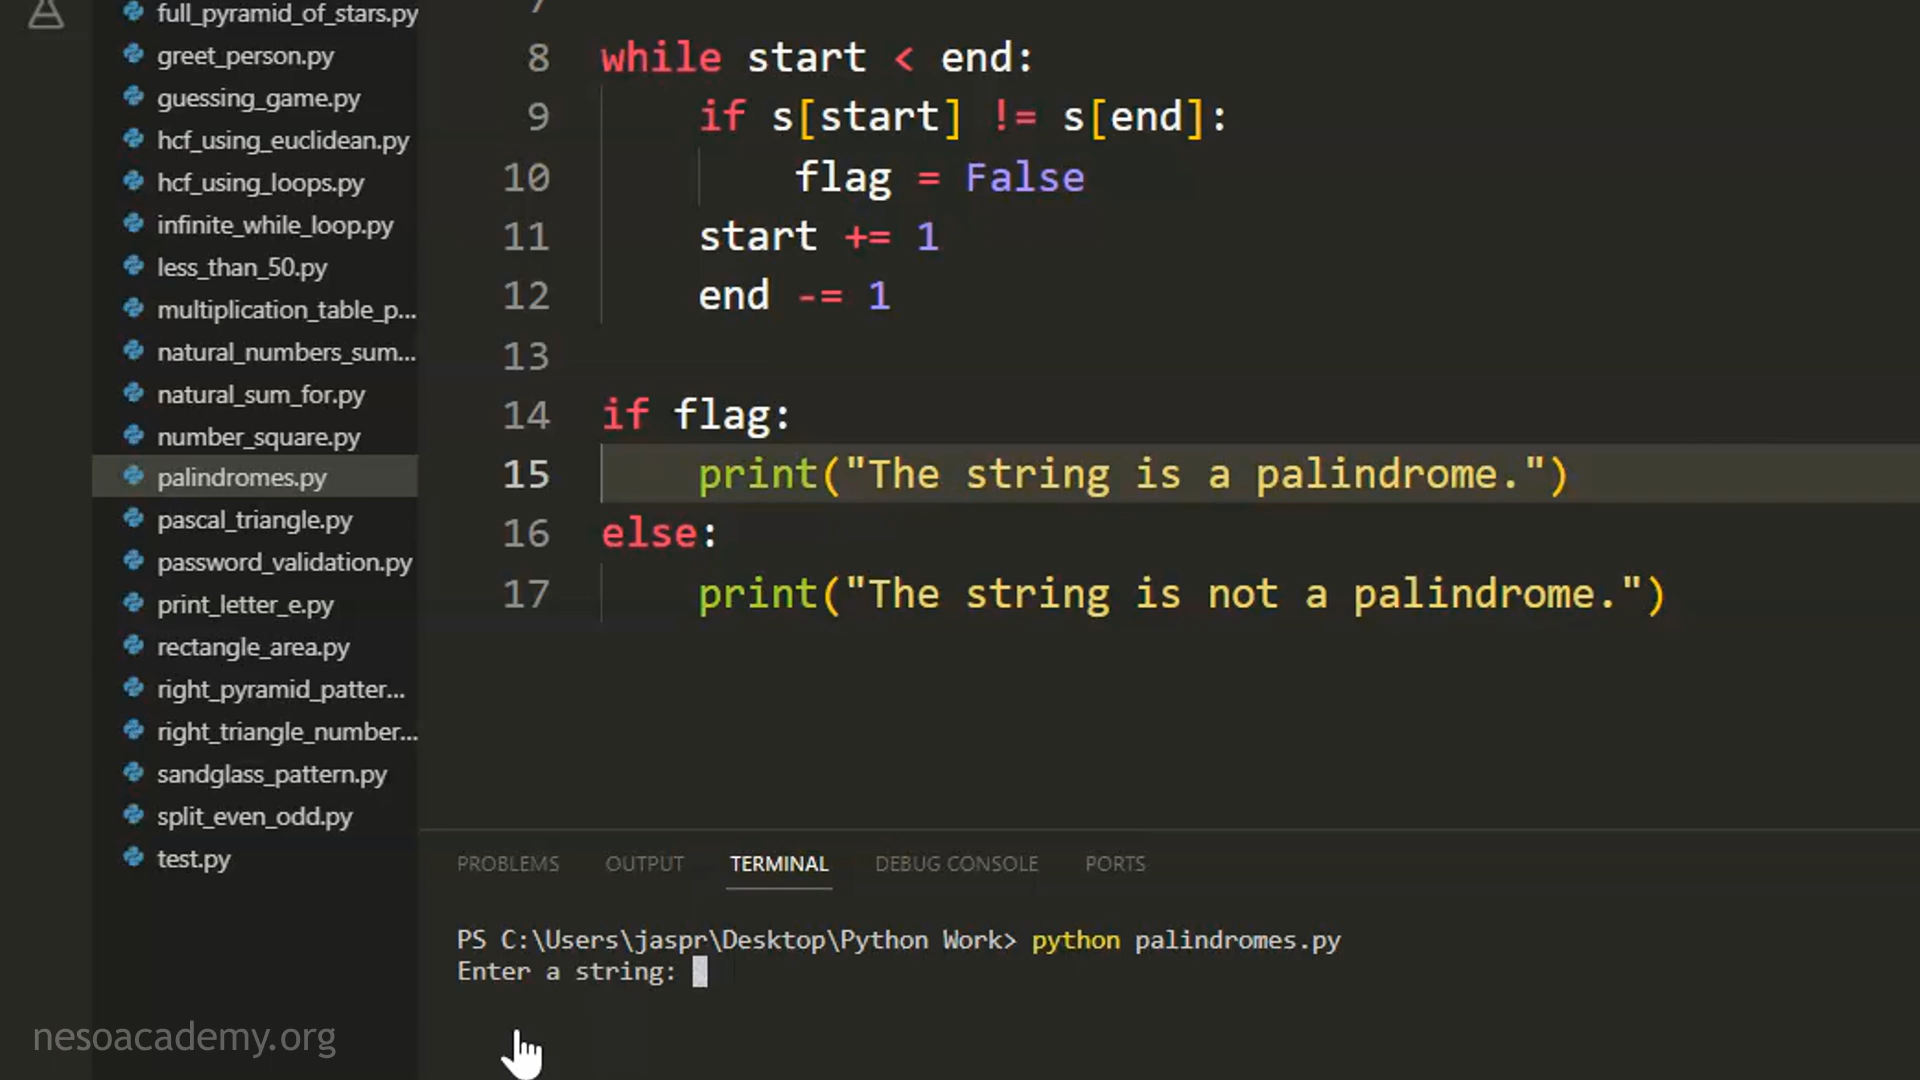 full_pyramid_of_stars.py
greet_person.py
guessing_game.py
hcf_using_euclidean.py
hcf_using_loops.py
infinite_while_loop.py
less_than_50.py
multiplication_table_p...
natural_numbers_sum...
natural_sum_for.py
number_square.py
palindromes.py
pascal_triangle.py
password_validation.py
print_letter_e.py
rectangle_area.py
right_pyramid_patter...
right_triangle_number...
sandglass_pattern.py
split_even_odd.py
test.py
7
8 while start < end:
9     if s[start] != s[end]:
10         flag = False
11     start += 1
12     end -= 1
13
14 if flag:
15     print("The string is a palindrome.")
16 else:
17     print("The string is not a palindrome.")
PROBLEMS OUTPUT TERMINAL DEBUG CONSOLE PORTS
PS C:\Users\jaspr\Desktop\Python Work> python palindromes.py
Enter a string:
nesoacademy.org